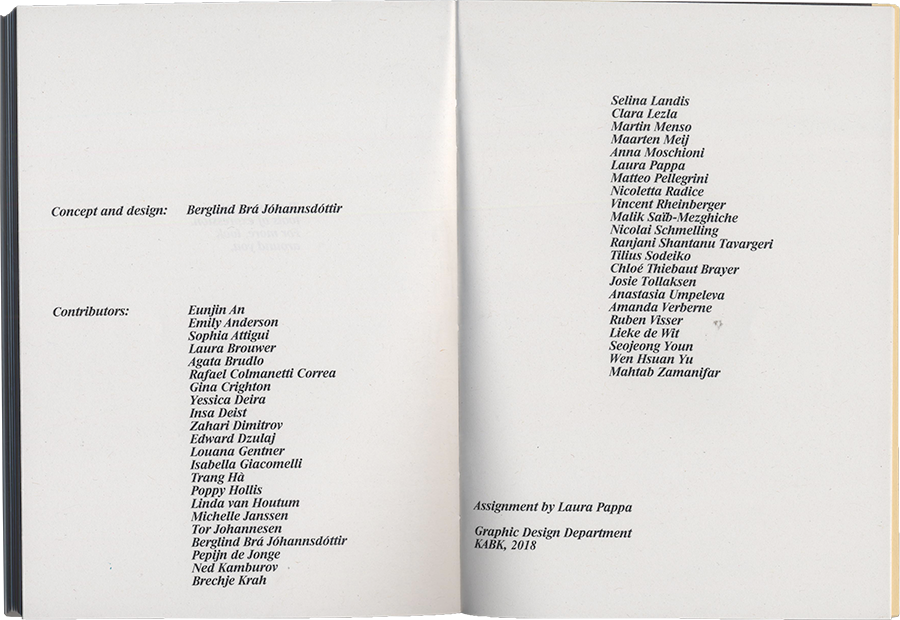 Concept and design: Berglind Brá Jóhannsdóttir
Contributors: Eunjin An
Emily Anderson
Sophia Attigui
Laura Brouwer
Agata Brudlo
Rafael Colmanetti Correa
Gina Crighton
Yessica Deira
Insa Deist
Zahari Dimitrov
Edward Dzulaj
Louana Gentner
Isabella Giacomelli
Trang Hà
Poppy Hollis
Linda van Houtum
Michelle Janssen
Tor Johannesen
Berglind Brá Jóhannsdóttir
Pepijn de Jonge
Ned Kamburov
Brechje Krah
Selina Landis
Clara Lezla
Martin Menso
Maarten Meij
Anna Moschioni
Laura Pappa
Matteo Pellegrini
Nicoletta Radice
Vincent Rheinberger
Malik Saïb-Mezghiche
Nicolai Schmelling
Ranjani Shantanu Tavargeri
Tilius Sodeiko
Chloé Thiebaut Brayer
Josie Tollaksen
Anastasia Umpeleva
Amanda Verberne
Ruben Visser
Lieke de Wit
Seojeong Youn
Wen Hsuan Yu
Mahtab Zamanifar
Assignment by Laura Pappa
Graphic Design Department
KABK, 2018